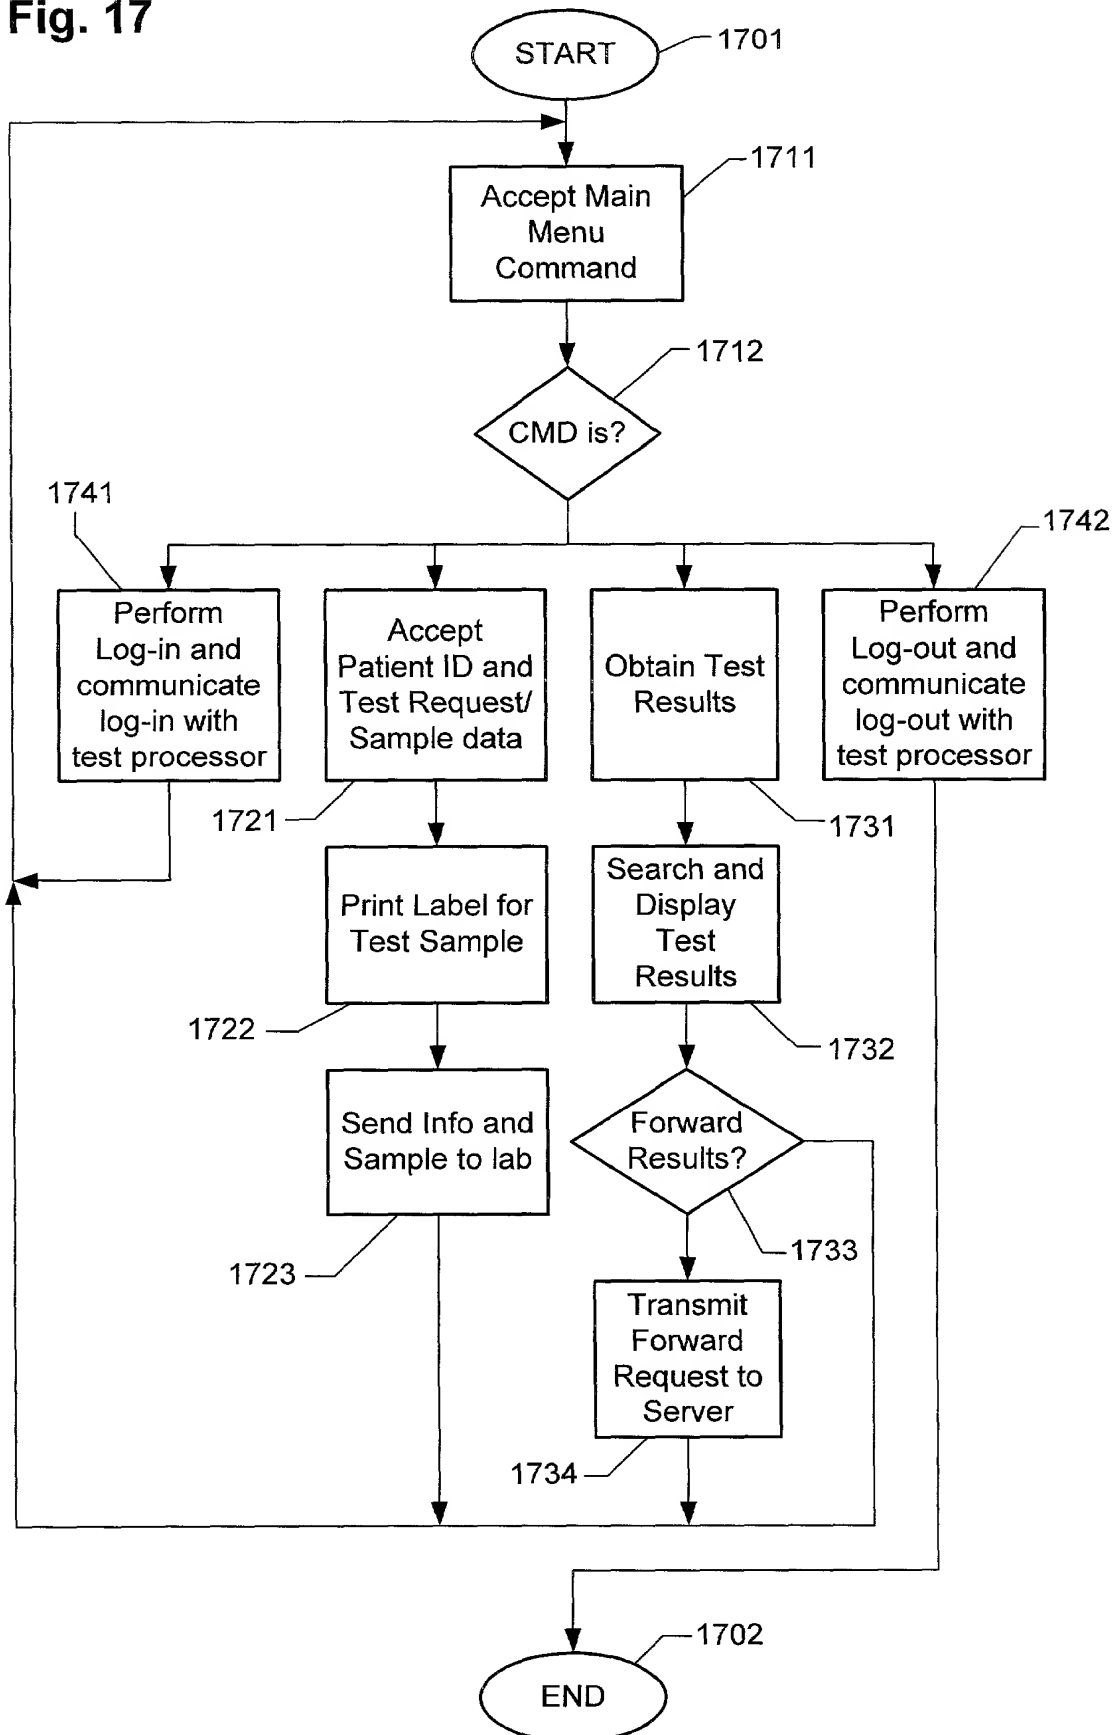 Fig. 17
START
1701
1711
Accept Main
Menu
Command
1712
CMD is?
1741
1742
Perform
Log-in and
communicate
log-in with
test processor
Accept
Patient ID and
Test Request/
Sample data
Obtain Test
Results
Perform
Log-out and
communicate
log-out with
test processor
1721
1731
Print Label for
Test Sample
Search and
Display
Test
Results
1722
1732
Send Info and
Sample to lab
Forward
Results?
1723
1733
Transmit
Forward
Request to
Server
1734
1702
END